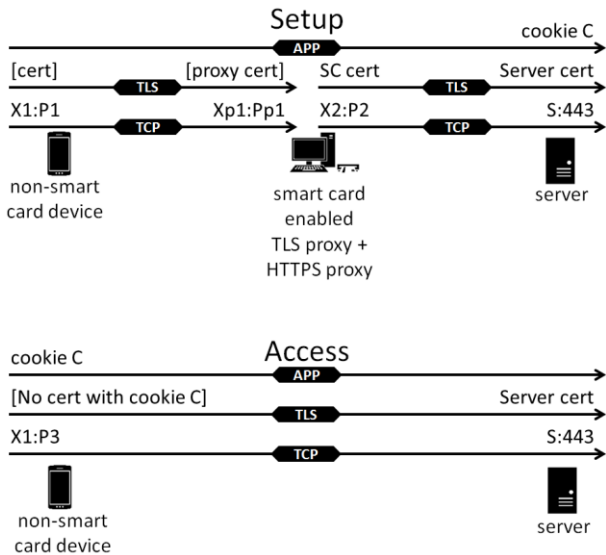 Setup
cookie C
APP
[cert] [proxy cert] SC cert Server cert
TLS TLS
X1:P1 Xp1:Pp1 X2:P2 S:443
TCP TCP
non-smart
card device
smart card
enabled
TLS proxy +
HTTPS proxy
server
Access
cookie C
APP
[No cert with cookie C] Server cert
TLS
X1:P3 S:443
TCP
non-smart
card device
server